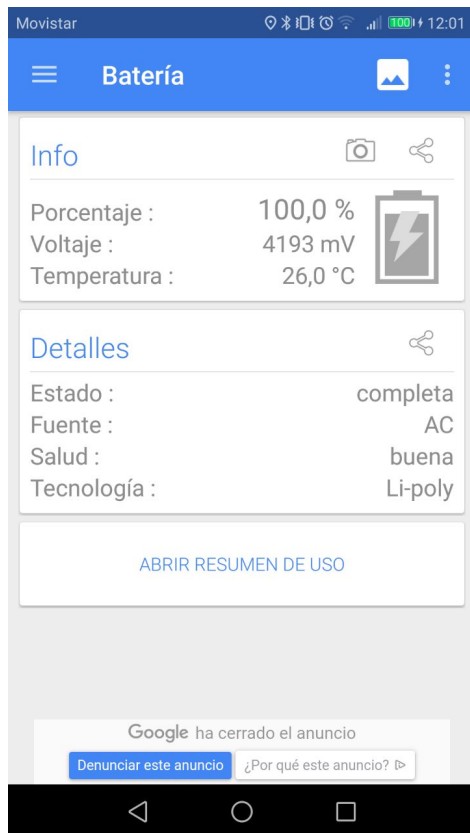 Movistar 100 12:01
Batería
Info
Porcentaje : 100,0 %
Voltaje : 4193 mV
Temperatura : 26,0 °C
Detalles
Estado : completa
Fuente : AC
Salud : buena
Tecnología : Li-poly
ABRIR RESUMEN DE USO
Google ha cerrado el anuncio
Denunciar este anuncio ¿Por qué este anuncio?